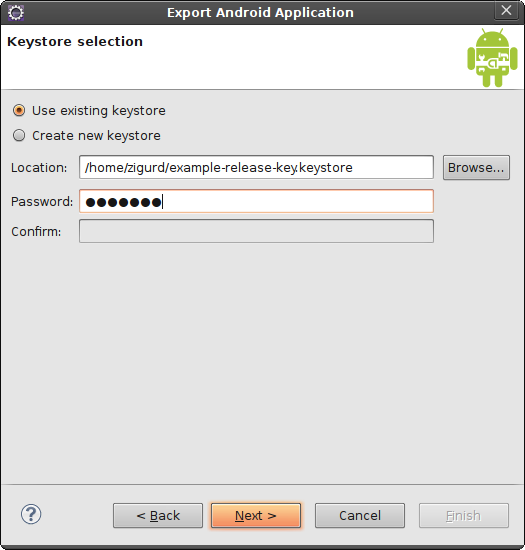 Export Android Application
Keystore selection
Use existing keystore
Create new keystore
Location: /home/zigurd/example-release-key.keystore Browse...
Password: ●●●●●●●
Confirm:
? < Back Next > Cancel Finish